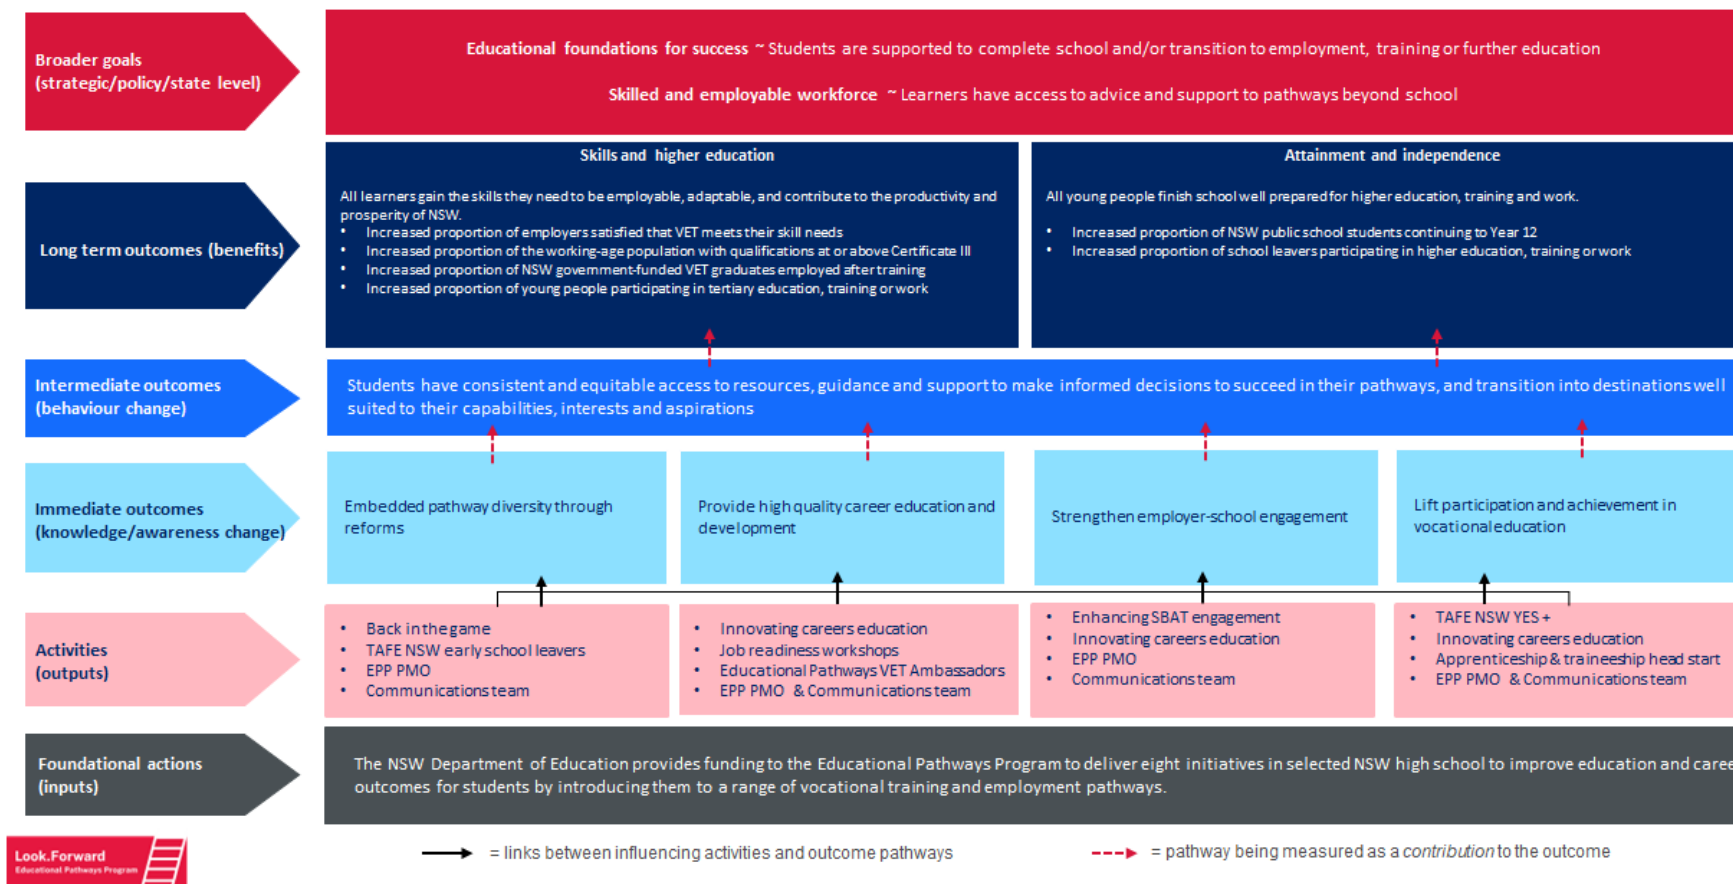 Broader goals
(strategic/policy/state level)
Educational foundations for success ~ Students are supported to complete school and/or transition to employment, training or further education
Skilled and employable workforce ~ Learners have access to advice and support to pathways beyond school
Long term outcomes (benefits)
Skills and higher education
All learners gain the skills they need to be employable, adaptable, and contribute to the productivity and
prosperity of NSW.
• Increased proportion of employers satisfied that VET meets their skill needs
• Increased proportion of the working-age population with qualifications at or above Certificate III
• Increased proportion of NSW government-funded VET graduates employed after training
• Increased proportion of young people participating in tertiary education, training or work
Attainment and independence
All young people finish school well prepared for higher education, training and work.
• Increased proportion of NSW public school students continuing to Year 12
• Increased proportion of school leavers participating in higher education, training or work
Intermediate outcomes
(behaviour change)
Students have consistent and equitable access to resources, guidance and support to make informed decisions to succeed in their pathways, and transition into destinations well
suited to their capabilities, interests and aspirations
Immediate outcomes
(knowledge/awareness change)
Embedded pathway diversity through
reforms
Provide high quality career education and
development
Strengthen employer-school engagement
Lift participation and achievement in
vocational education
Activities
(outputs)
• Back in the game
• TAFE NSW early school leavers
• EPP PMO
• Communications team
• Innovating careers education
• Job readiness workshops
• Educational Pathways VET Ambassadors
• EPP PMO & Communications team
• Enhancing SBAT engagement
• Innovating careers education
• EPP PMO
• Communications team
• TAFE NSW YES +
• Innovating careers education
• Apprenticeship & traineeship head start
• EPP PMO & Communications team
Foundational actions
(inputs)
The NSW Department of Education provides funding to the Educational Pathways Program to deliver eight initiatives in selected NSW high school to improve education and caree
outcomes for students by introducing them to a range of vocational training and employment pathways.
Look.Forward
Educational Pathways Program
= links between influencing activities and outcome pathways
= pathway being measured as a contribution to the outcome